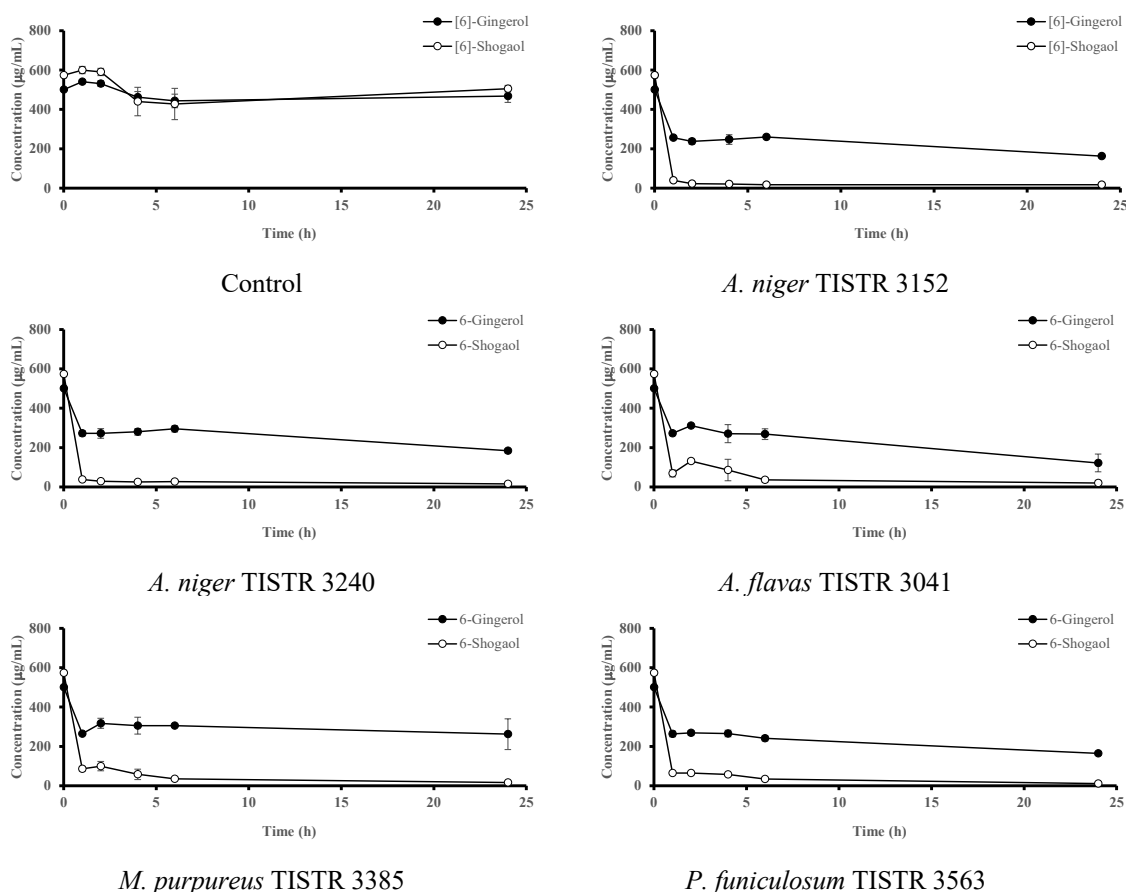 [6]-Gingerol
[6]-Shogaol
800
600
400
200
0
0 5 10 15 20 25
Concentration (µg/mL)
Time (h)
Control
[6]-Gingerol
[6]-Shogaol
800
600
400
200
0
0 5 10 15 20 25
Concentration (µg/mL)
Time (h)
A. niger TISTR 3152
6-Gingerol
6-Shogaol
800
600
400
200
0
0 5 10 15 20 25
Concentration (µg/mL)
Time (h)
A. niger TISTR 3240
6-Gingerol
6-Shogaol
800
600
400
200
0
0 5 10 15 20 25
Concentration (µg/mL)
Time (h)
A. flavas TISTR 3041
6-Gingerol
6-Shogaol
800
600
400
200
0
0 5 10 15 20 25
Concentration (µg/mL)
Time (h)
M. purpureus TISTR 3385
6-Gingerol
6-Shogaol
800
600
400
200
0
0 5 10 15 20 25
Concentration (µg/mL)
Time (h)
P. funiculosum TISTR 3563